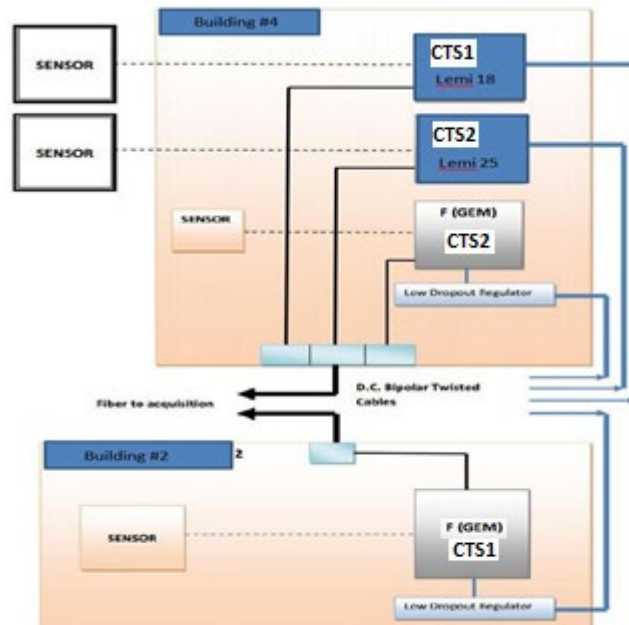 Building #4
SENSOR
CTS1
Lemi 18
SENSOR
CTS2
Lemi 25
SENSOR
F (GEM)
CTS2
Low Dropout Regulator
D.C. Bipolar Twisted
Cables
Fiber to acquisition
Building #2
2
SENSOR
F (GEM)
CTS1
Low Dropout Regulator